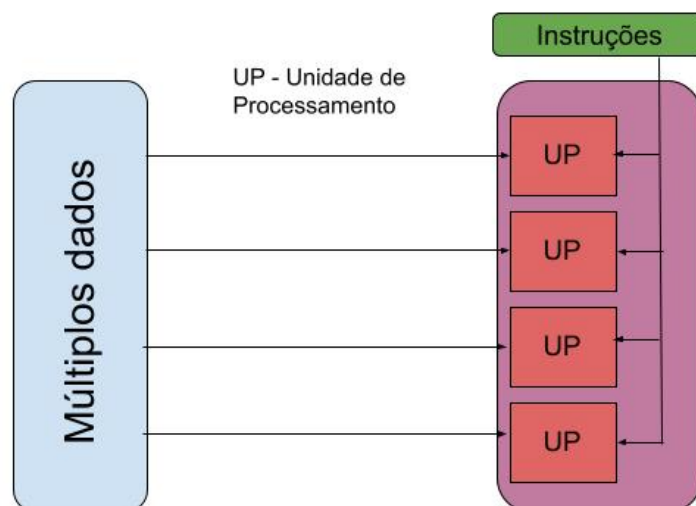 Instruções
UP - Unidade de
Processamento
Múltiplos dados
UP
UP
UP
UP